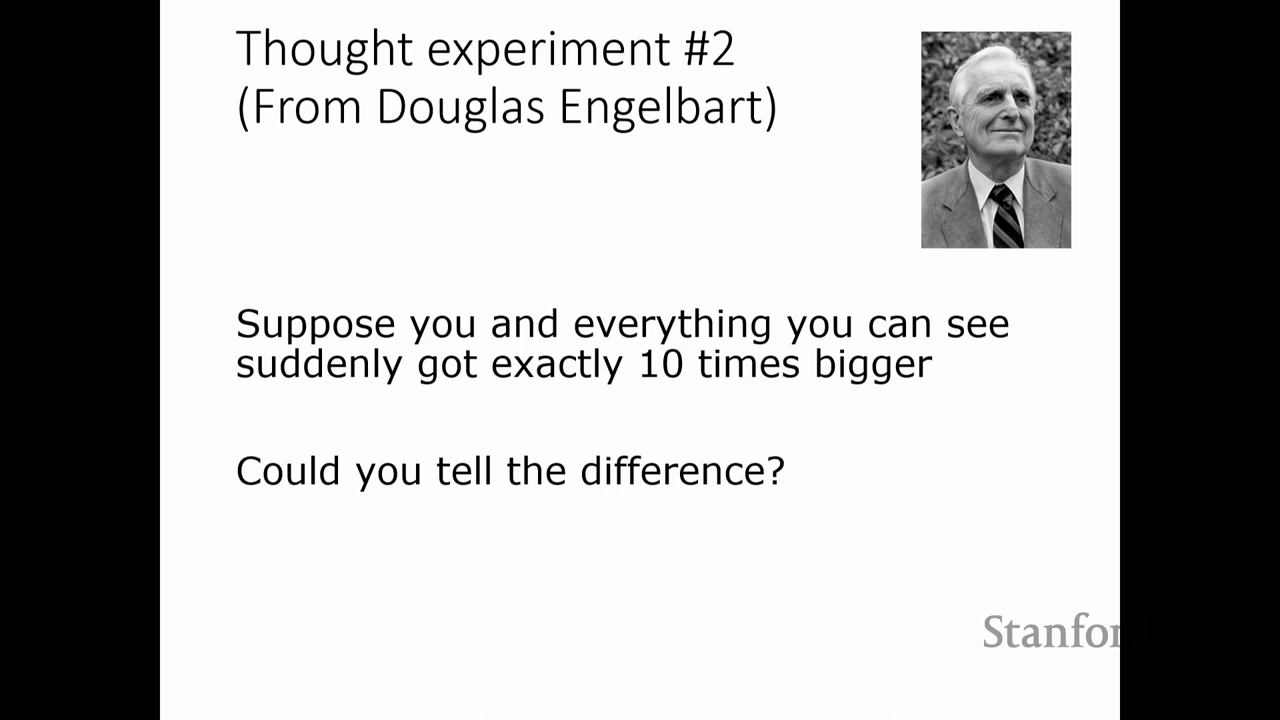 Thought experiment #2
(From Douglas Engelbart)
Suppose you and everything you can see
suddenly got exactly 10 times bigger
Could you tell the difference?
Stanford